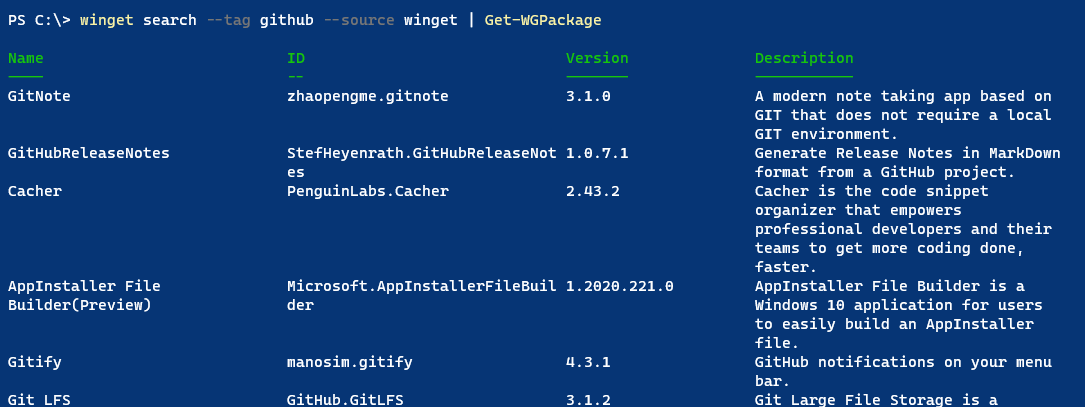 PS C:\> winget search --tag github --source winget | Get-WGPackage
Name ID Version Description
---- -- ------- -----------
GitNote zhaopengme.gitnote 3.1.0 A modern note taking app based on
GIT that does not require a local
GIT environment.
GitHubReleaseNotes StefHeyenrath.GitHubReleaseNot 1.0.7.1 Generate Release Notes in MarkDown
es format from a GitHub project.
Cacher PenguinLabs.Cacher 2.43.2 Cacher is the code snippet
organizer that empowers
professional developers and their
teams to get more coding done,
faster.
AppInstaller File Microsoft.AppInstallerFileBuil 1.2020.221.0 AppInstaller File Builder is a
Builder(Preview) der Windows 10 application for users
to easily build an AppInstaller
file.
Gitify manosim.gitify 4.3.1 GitHub notifications on your menu
bar.
Git LFS GitHub.GitLFS 3.1.2 Git Large File Storage is a